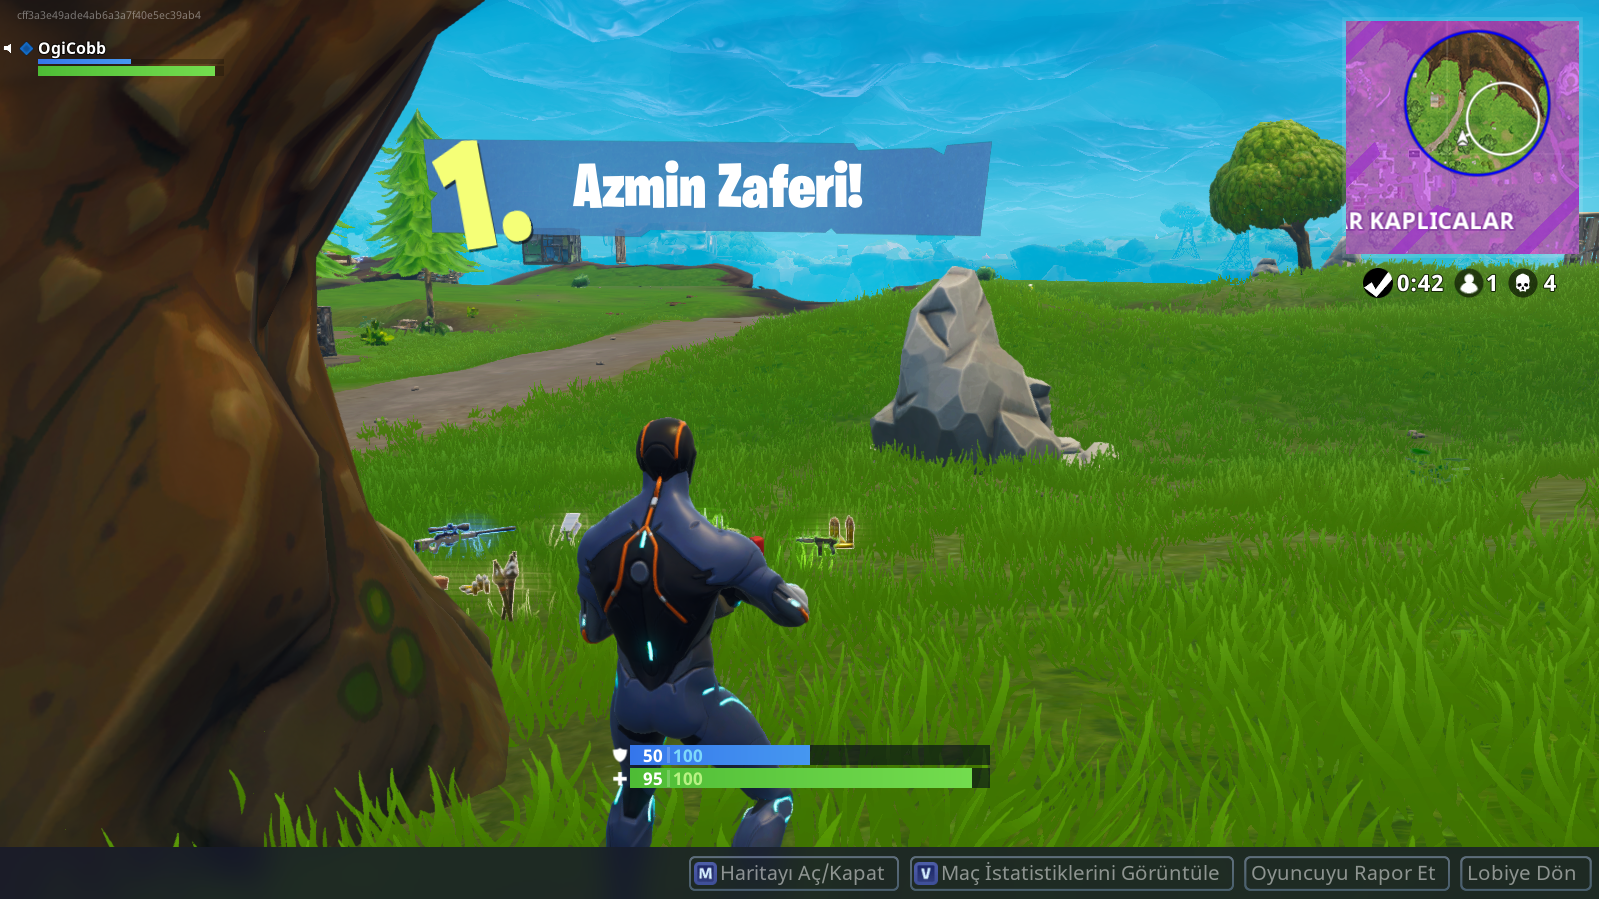 cff3a3e49ade4ab6a3a7f40e5ec39ab4
OgiCobb
1. Azmin Zaferi!
R KAPLICALAR
0:42 1 4
50 | 100
95 | 100
M Haritayı Aç/Kapat V Maç İstatistiklerini Görüntüle Oyuncuyu Rapor Et Lobiye Dön